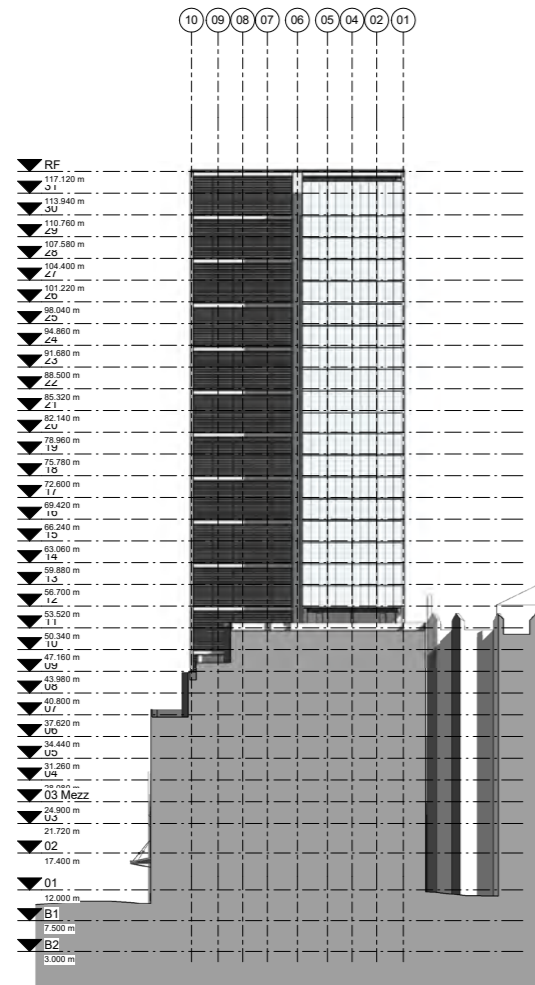 10 09 08 07 06 05 04 02 01
RF
117.120 m
31
113.940 m
30
110.760 m
29
107.580 m
28
104.400 m
27
101.220 m
26
98.040 m
25
94.860 m
24
91.680 m
23
88.500 m
22
85.320 m
21
82.140 m
20
78.960 m
19
75.780 m
18
72.600 m
17
69.420 m
16
66.240 m
15
63.060 m
14
59.880 m
13
56.700 m
12
53.520 m
11
50.340 m
10
47.160 m
09
43.980 m
08
40.800 m
07
37.620 m
06
34.440 m
05
31.260 m
04
28.080 m
03 Mezz
24.900 m
03
21.720 m
02
17.400 m
01
12.000 m
B1
7.500 m
B2
3.000 m